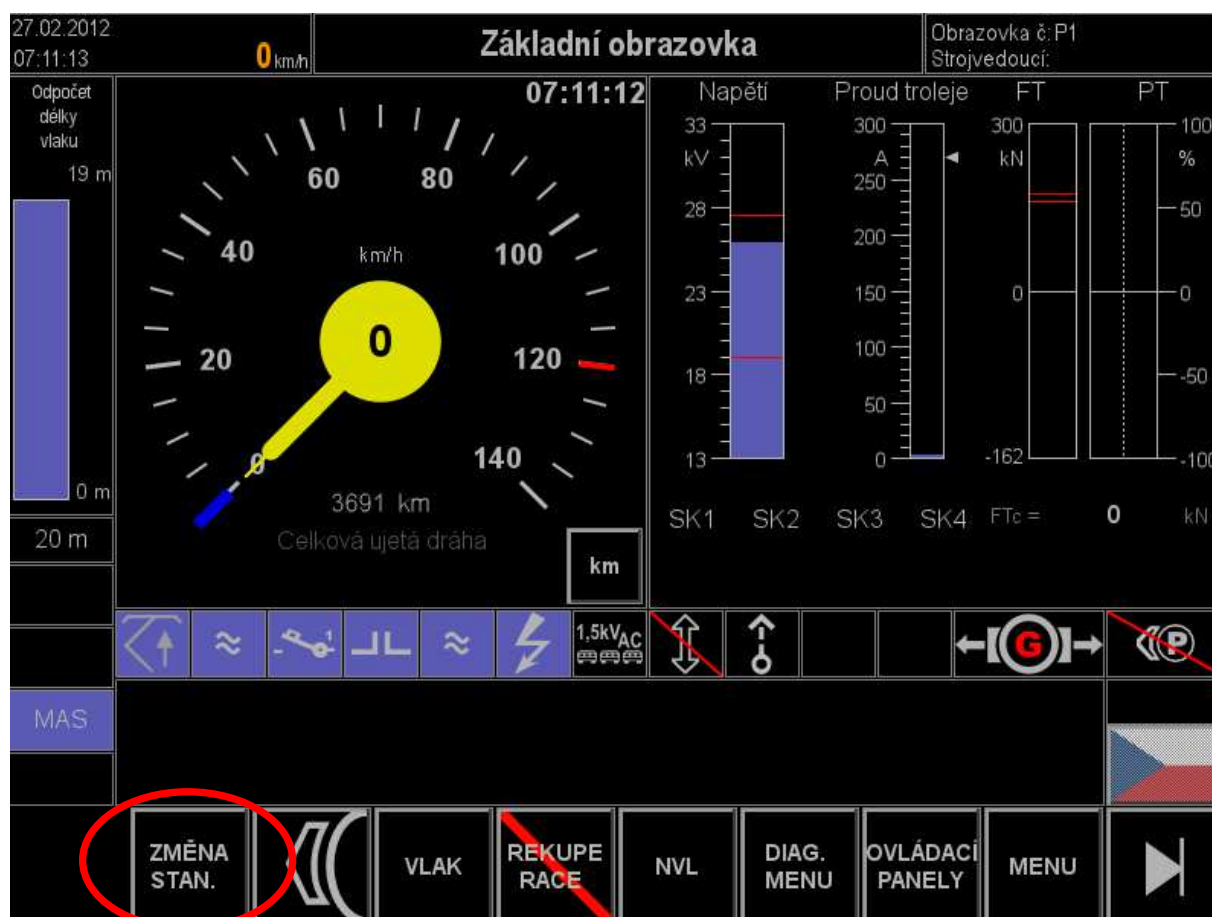 27.02.2012
07:11:13
0 km/h
Základní obrazovka
Obrazovka č: P1
Strojvedoucí:
Odpočet
délky
vlaku
19 m
0 m
20 m
MAS
07:11:12
0
20
40
60
80
100
120
140
km/h
0
3691 km
Celková ujetá dráha
km
Napětí
33
kV
28
23
18
13
Proud troleje
300
A
250
200
150
100
50
0
FT
300
kN
0
-162
PT
100
%
50
0
-50
-100
SK1 SK2 SK3 SK4 FTc = 0 kN
1
1,5kV AC
G
P
ZMĚNA
STAN.
VLAK
REKUPE
RACE
NVL
DIAG.
MENU
OVLÁDACÍ
PANELY
MENU